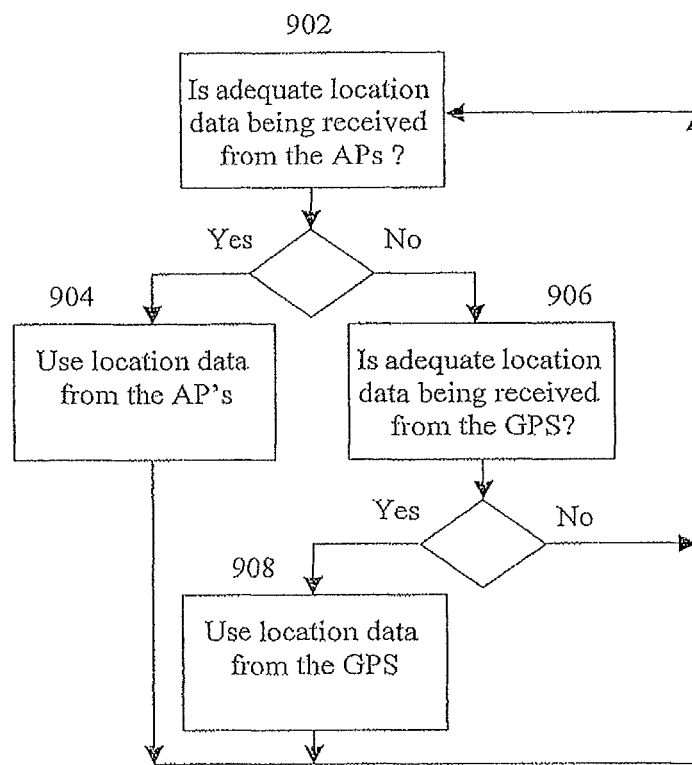 902
Is adequate location
data being received
from the APs ?
Yes
No
904
906
Use location data
from the AP's
Is adequate location
data being received
from the GPS?
Yes
No
908
Use location data
from the GPS